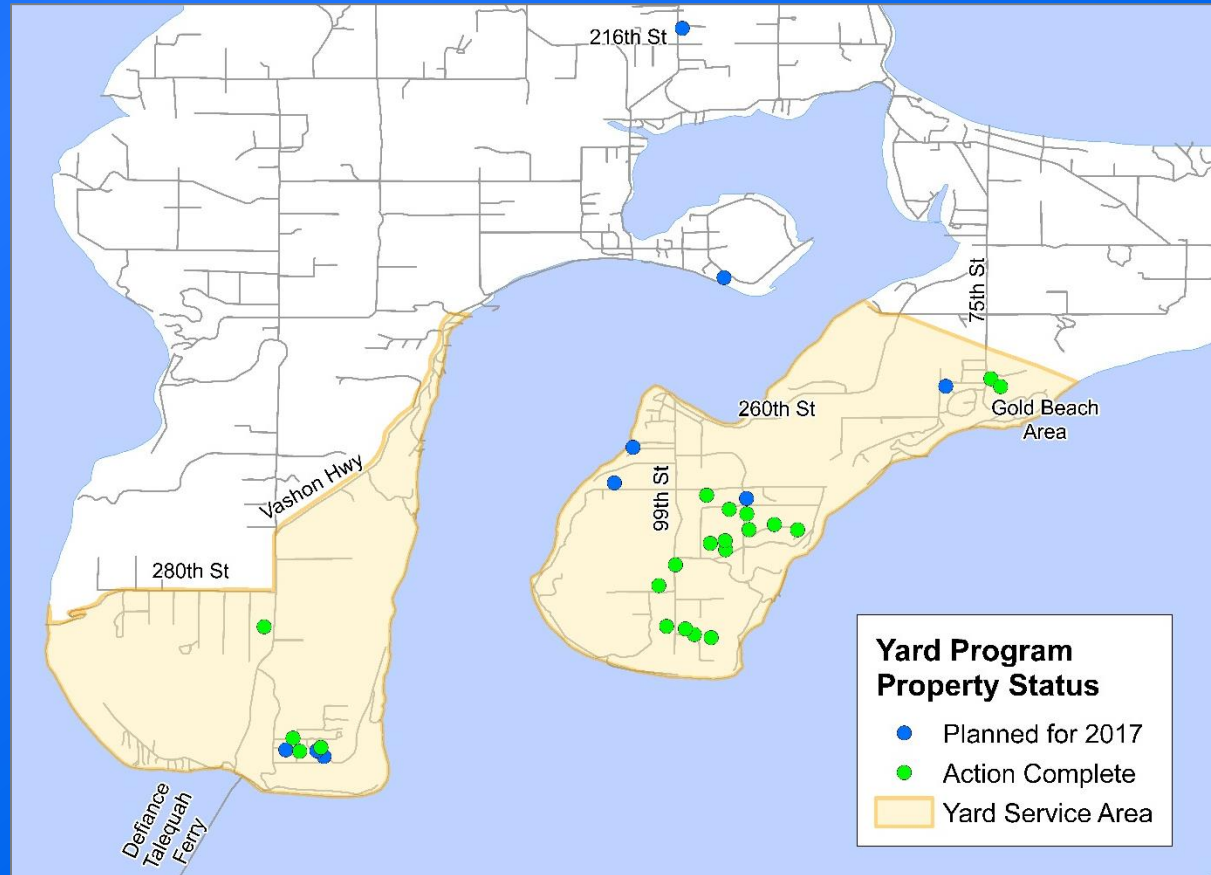 216th St
75th St
260th St
Gold Beach
Area
99th St
Vashon Hwy
280th St
Defiance
Talequah
Ferry
Yard Program
Property Status
Planned for 2017
Action Complete
Yard Service Area